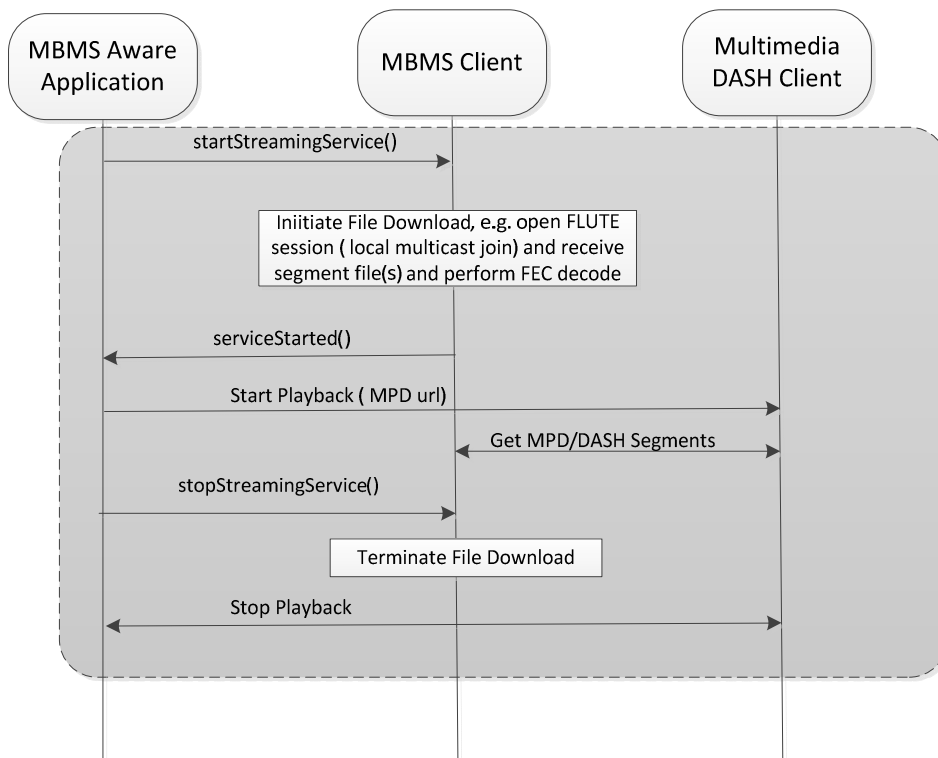 MBMS Aware
Application
MBMS Client
Multimedia
DASH Client
startStreamingService()
Iniitiate File Download, e.g. open FLUTE
session ( local multicast join) and receive
segment file(s) and perform FEC decode
serviceStarted()
Start Playback ( MPD url)
Get MPD/DASH Segments
stopStreamingService()
Terminate File Download
Stop Playback